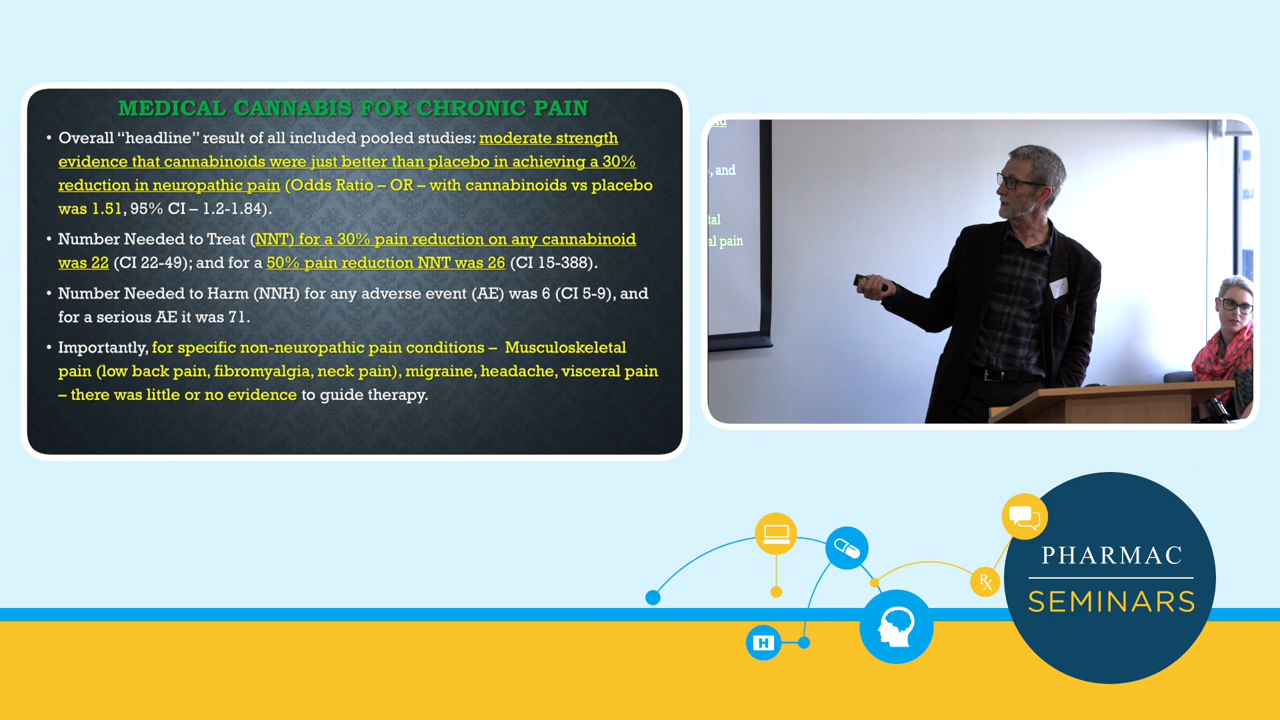 MEDICAL CANNABIS FOR CHRONIC PAIN
• Overall “headline” result of all included pooled studies: moderate strength
evidence that cannabinoids were just better than placebo in achieving a 30%
reduction in neuropathic pain (Odds Ratio – OR – with cannabinoids vs placebo
was 1.51, 95% CI – 1.2-1.84).
• Number Needed to Treat (NNT) for a 30% pain reduction on any cannabinoid
was 22 (CI 22-49); and for a 50% pain reduction NNT was 26 (CI 15-388).
• Number Needed to Harm (NNH) for any adverse event (AE) was 6 (CI 5-9), and
for a serious AE it was 71.
• Importantly, for specific non-neuropathic pain conditions – Musculoskeletal
pain (low back pain, fibromyalgia, neck pain), migraine, headache, visceral pain
– there was little or no evidence to guide therapy.
, and
tal
al pain
H
Rx
PHARMAC
SEMINARS